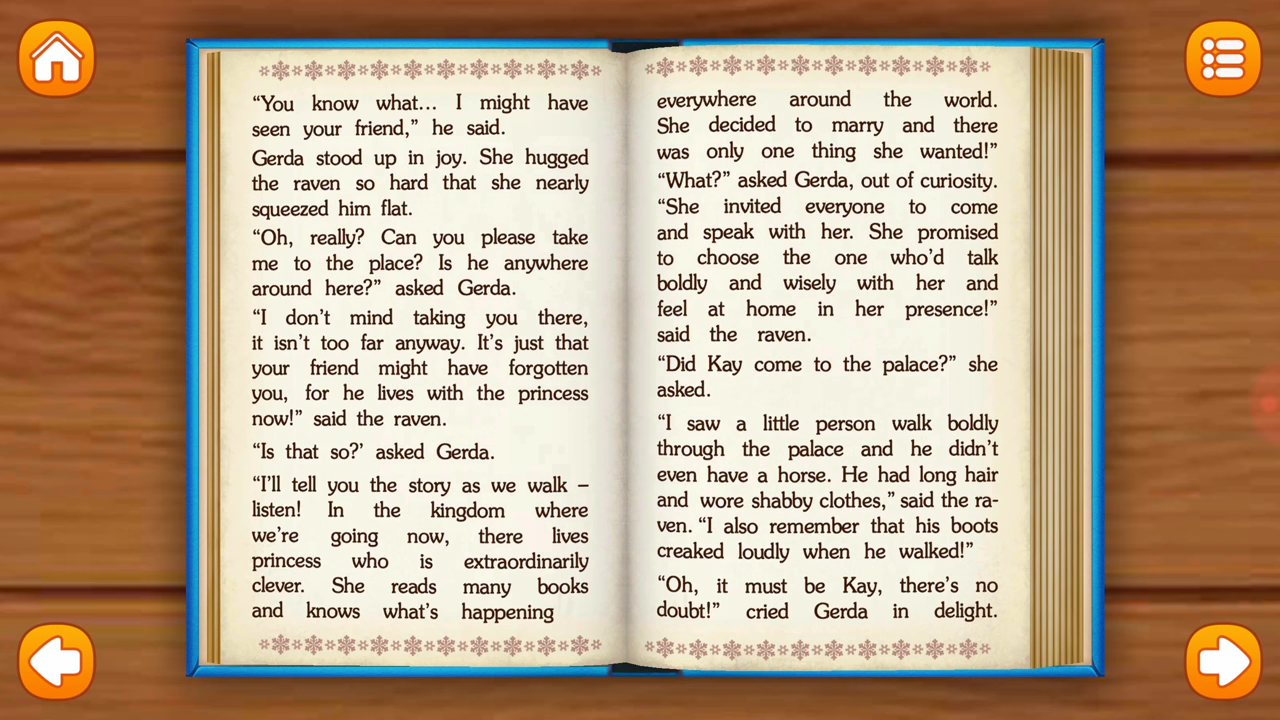 “You know what... I might have
seen your friend,” he said.
Gerda stood up in joy. She hugged
the raven so hard that she nearly
squeezed him flat.
“Oh, really? Can you please take
me to the place? Is he anywhere
around here?” asked Gerda.
“I don’t mind taking you there,
it isn’t too far anyway. It’s just that
your friend might have forgotten
you, for he lives with the princess
now!” said the raven.
“Is that so?’ asked Gerda.
“I’ll tell you the story as we walk –
listen! In the kingdom where
we’re going now, there lives
princess who is extraordinarily
clever. She reads many books
and knows what’s happening
everywhere around the world.
She decided to marry and there
was only one thing she wanted!”
“What?” asked Gerda, out of curiosity.
“She invited everyone to come
and speak with her. She promised
to choose the one who’d talk
boldly and wisely with her and
feel at home in her presence!”
said the raven.
“Did Kay come to the palace?” she
asked.
“I saw a little person walk boldly
through the palace and he didn’t
even have a horse. He had long hair
and wore shabby clothes,” said the ra-
ven. “I also remember that his boots
creaked loudly when he walked!”
“Oh, it must be Kay, there’s no
doubt!” cried Gerda in delight.